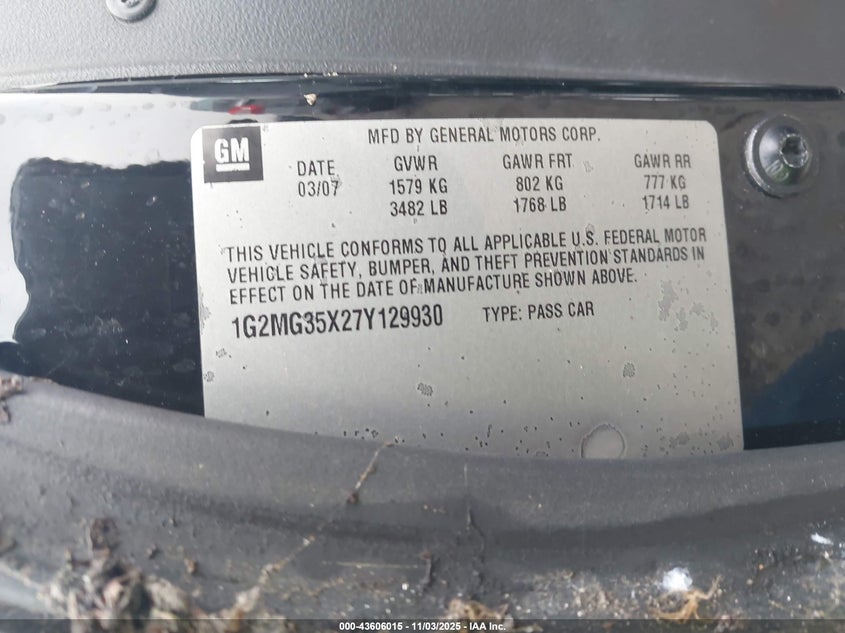 GM
MFD BY GENERAL MOTORS CORP.
DATE GVWR GAWR FRT GAWR RR
03/07 1579 KG 802 KG 777 KG
3482 LB 1768 LB 1714 LB
THIS VEHICLE CONFORMS TO ALL APPLICABLE U.S. FEDERAL MOTOR
VEHICLE SAFETY, BUMPER, AND THEFT PREVENTION STANDARDS IN
EFFECT ON THE DATE OF MANUFACTURE SHOWN ABOVE.
1G2MG35X27Y129930 TYPE: PASS CAR
000-43606015 - 11/03/2025 - IAA Inc.